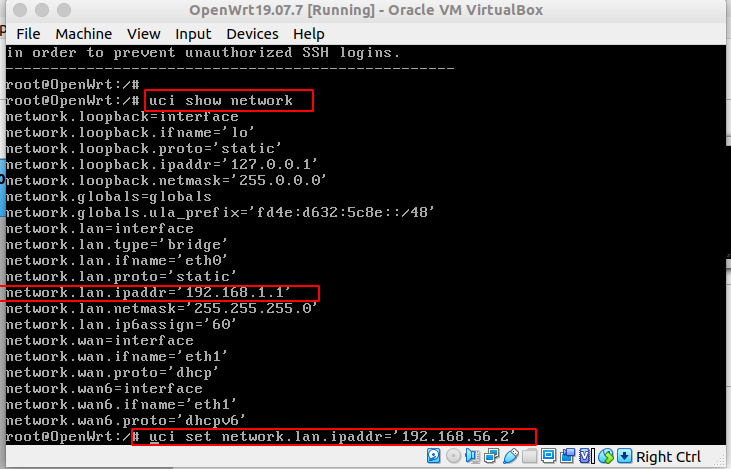 OpenWrt19.07.7 [Running] - Oracle VM VirtualBox
File Machine View Input Devices Help
in order to prevent unauthorized SSH logins.
-----------------------------------------------------
root@OpenWrt:/#
root@OpenWrt:/# uci show network
network.loopback=interface
network.loopback.ifname='lo'
network.loopback.proto='static'
network.loopback.ipaddr='127.0.0.1'
network.loopback.netmask='255.0.0.0'
network.globals=globals
network.globals.ula_prefix='fd4e:d632:5c8e::/48'
network.lan=interface
network.lan.type='bridge'
network.lan.ifname='eth0'
network.lan.proto='static'
network.lan.ipaddr='192.168.1.1'
network.lan.netmask='255.255.255.0'
network.lan.ip6assign='60'
network.wan=interface
network.wan.ifname='eth1'
network.wan.proto='dhcp'
network.wan6=interface
network.wan6.ifname='eth1'
network.wan6.proto='dhcpv6'
root@OpenWrt:/# uci set network.lan.ipaddr='192.168.56.2'
Right Ctrl